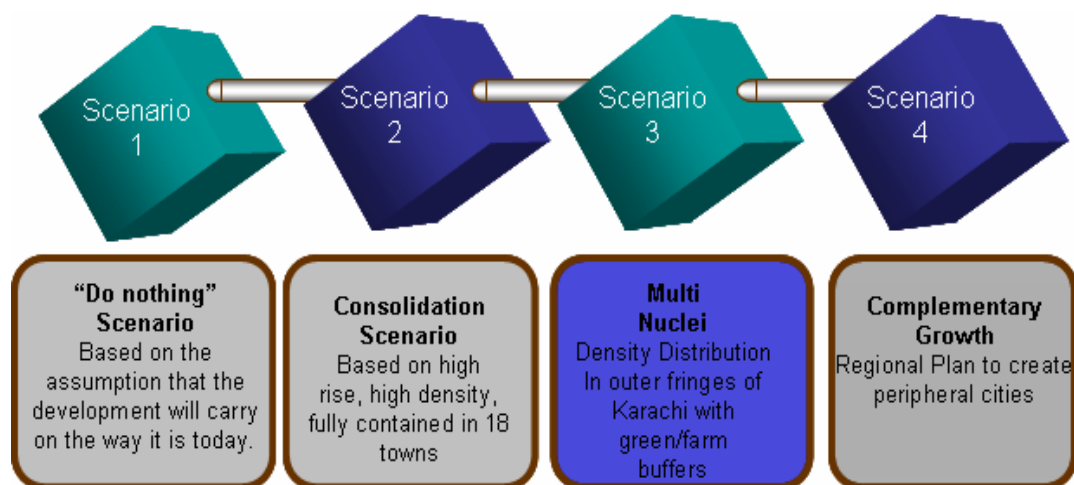 Scenario
1
Scenario
2
Scenario
3
Scenario
4
“Do nothing”
Scenario
Based on the
assumption that the
development will carry
on the way it is today.
Consolidation
Scenario
Based on high
rise, high density,
fully contained in 18
towns
Multi
Nuclei
Density Distribution
In outer fringes of
Karachi with
green/farm
buffers
Complementary
Growth
Regional Plan to create
peripheral cities